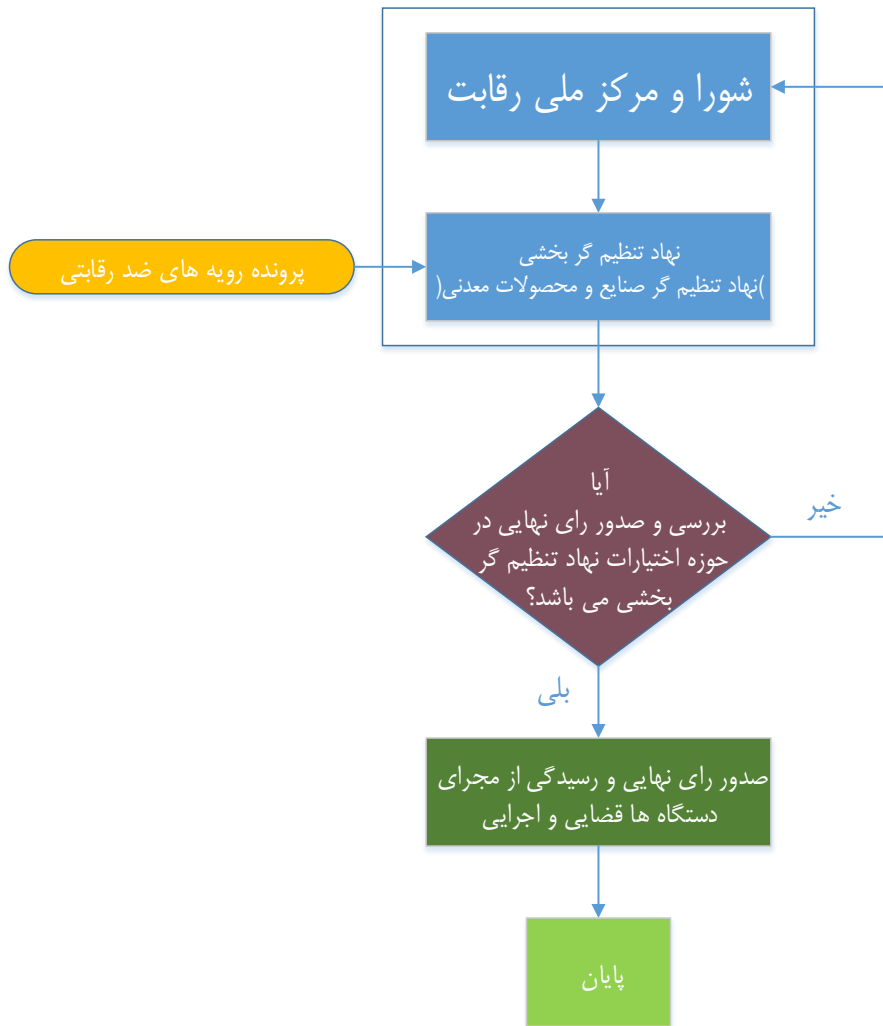 شورا و مرکز ملی رقابت
نهاد تنظیم گر بخشی
)نهاد تنظیم گر صنایع و محصولات معدنی(
پرونده رویه های ضد رقابتی
آیا
بررسی و صدور رای نهایی در
حوزه اختیارات نهاد تنظیم گر
بخشی می باشد؟
خیر
بلی
صدور رای نهایی و رسیدگی از مجرای
دستگاه ها قضایی و اجرایی
پایان